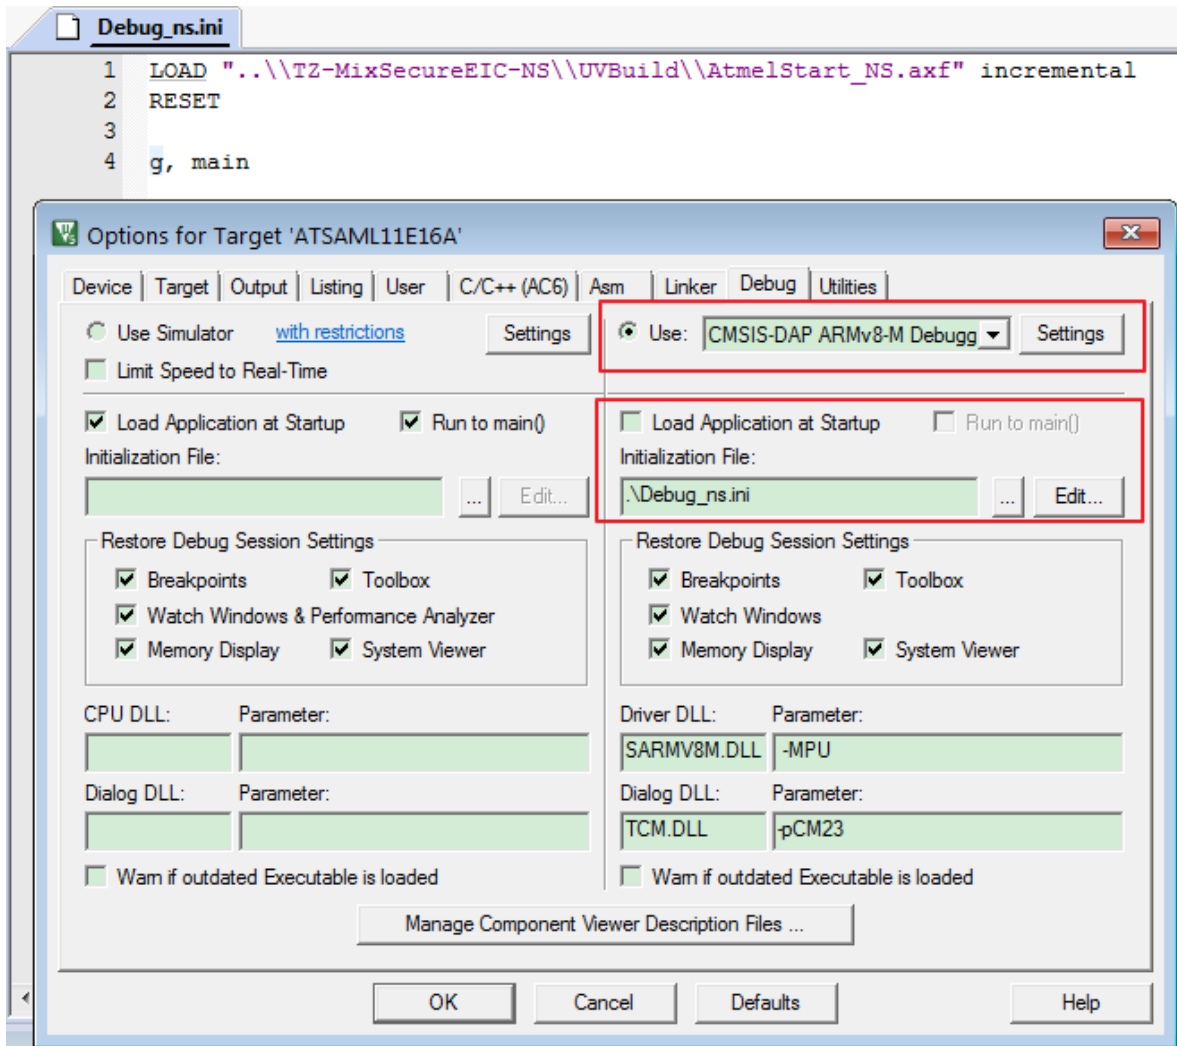 Debug_ns.ini
1 LOAD "..\\TZ-MixSecureEIC-NS\\UVBuild\\AtmelStart_NS.axf" incremental
2 RESET
3
4 g, main
Options for Target 'ATSAML11E16A'
Device Target Output Listing User C/C++ (AC6) Asm Linker Debug Utilities
Use Simulator with restrictions Settings Use: CMSIS-DAP ARMv8-M Debugg Settings
Limit Speed to Real-Time
Load Application at Startup Run to main() Load Application at Startup Run to main()
Initialization File: Initialization File:
... Edit... .\Debug_ns.ini ... Edit...
Restore Debug Session Settings Restore Debug Session Settings
Breakpoints Toolbox Breakpoints Toolbox
Watch Windows & Performance Analyzer Watch Windows
Memory Display System Viewer Memory Display System Viewer
CPU DLL: Parameter: Driver DLL: Parameter:
SARMV8M.DLL -MPU
Dialog DLL: Parameter: Dialog DLL: Parameter:
TCM.DLL -pCM23
Warn if outdated Executable is loaded Warn if outdated Executable is loaded
Manage Component Viewer Description Files ...
OK Cancel Defaults Help